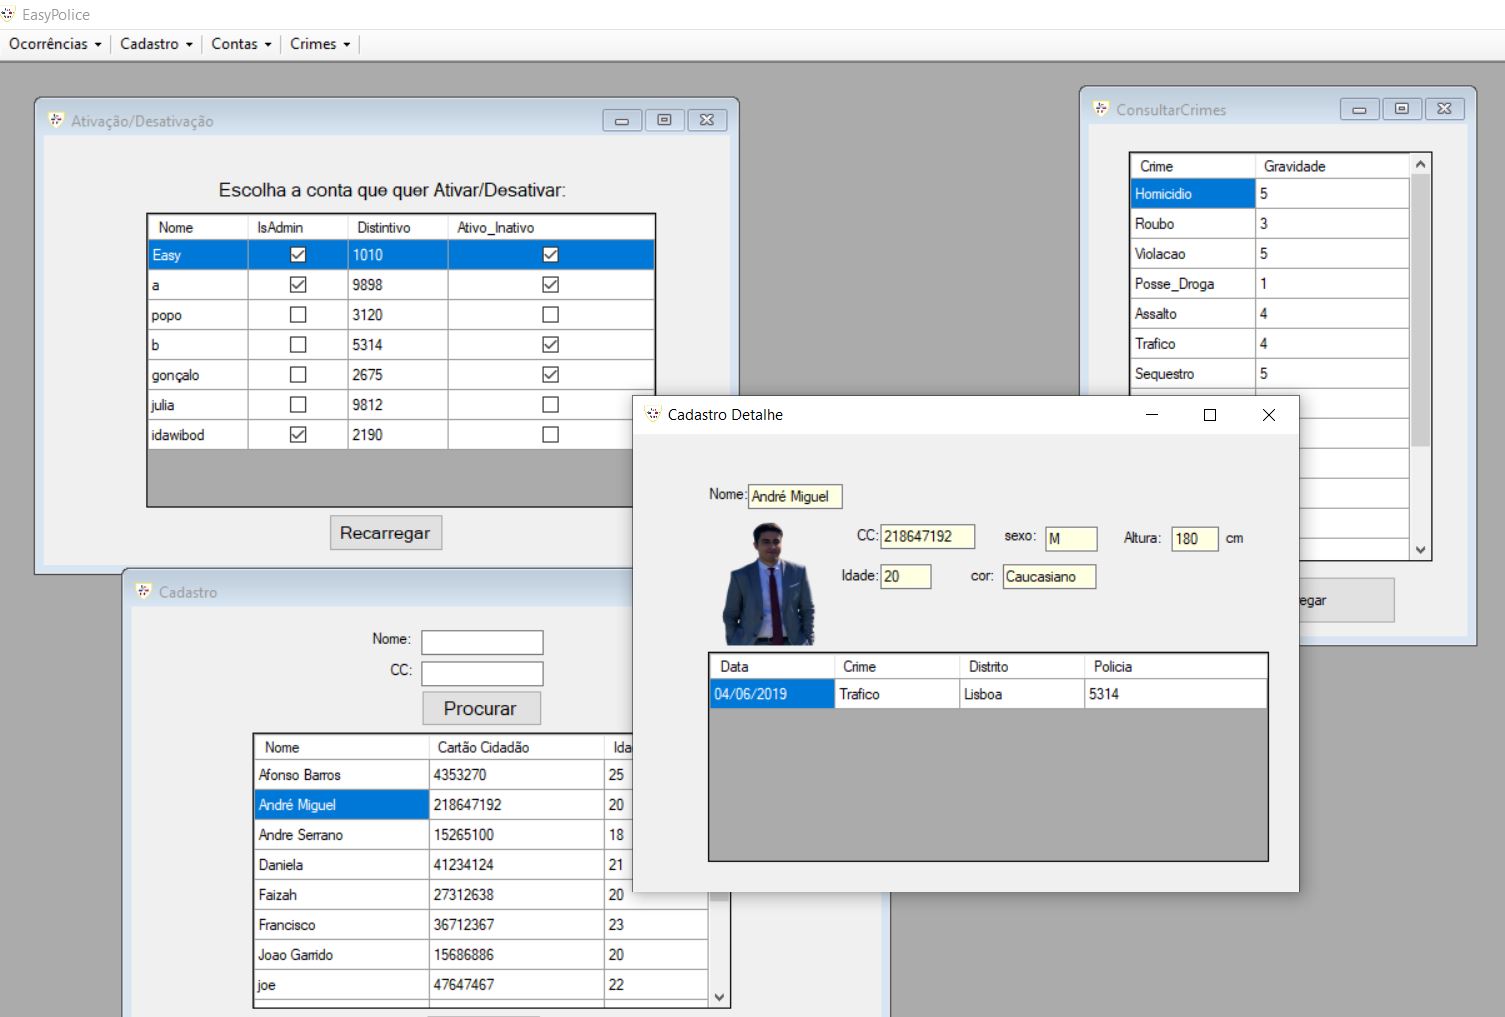 EasyPolice
Ocorrências Cadastro Contas Crimes
Ativação/Desativação
Escolha a conta que quer Ativar/Desativar:
Nome IsAdmin Distintivo Ativo_Inativo
Easy 1010
a 9898
popo 3120
b 5314
gonçalo 2675
julia 9812
idawibod 2190
Recarregar
ConsultarCrimes
Crime Gravidade
Homicidio 5
Roubo 3
Violacao 5
Posse_Droga 1
Assalto 4
Trafico 4
Sequestro 5
egar
Cadastro
Nome:
CC:
Procurar
Nome Cartão Cidadão Ida
Afonso Barros 4353270 25
André Miguel 218647192 20
Andre Serrano 15265100 18
Daniela 41234124 21
Faizah 27312638 20
Francisco 36712367 23
Joao Garrido 15686886 20
joe 47647467 22
Cadastro Detalhe
Nome: André Miguel
CC: 218647192 sexo: M Altura: 180 cm
Idade: 20 cor: Caucasiano
Data Crime Distrito Policia
04/06/2019 Trafico Lisboa 5314